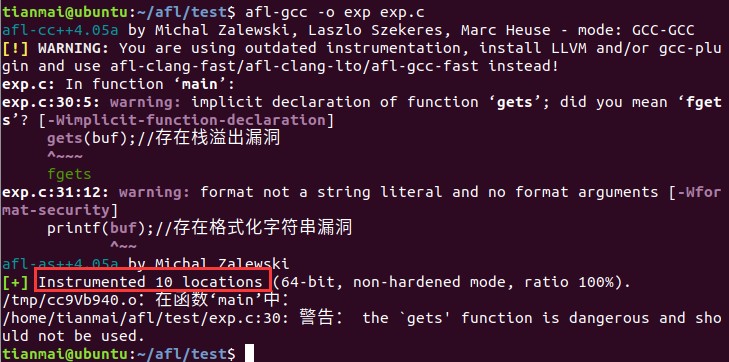 tianmai@ubuntu:~/afl/test$ afl-gcc -o exp exp.c
afl-cc++4.05a by Michal Zalewski, Laszlo Szekeres, Marc Heuse - mode: GCC-GCC
[!] WARNING: You are using outdated instrumentation, install LLVM and/or gcc-plu
gin and use afl-clang-fast/afl-clang-lto/afl-gcc-fast instead!
exp.c: In function ‘main’:
exp.c:30:5: warning: implicit declaration of function ‘gets’; did you mean ‘fget
s’? [-Wimplicit-function-declaration]
     gets(buf);//存在栈溢出漏洞
     ^~~~
     fgets
exp.c:31:12: warning: format not a string literal and no format arguments [-Wfor
mat-security]
     printf(buf);//存在格式化字符串漏洞
            ^~~
afl-as++4.05a by Michal Zalewski
[+] Instrumented 10 locations (64-bit, non-hardened mode, ratio 100%).
/tmp/cc9Vb940.o：在函数‘main’中：
/home/tianmai/afl/test/exp.c:30: 警告： the `gets' function is dangerous and sho
uld not be used.
tianmai@ubuntu:~/afl/test$